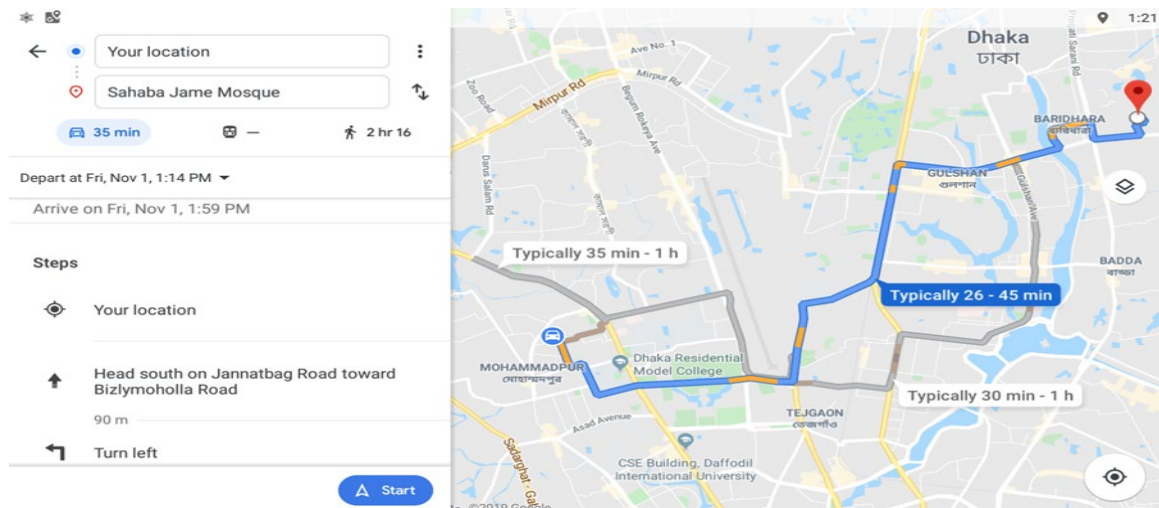 1:21
Your location
Sahaba Jame Mosque
35 min
—
2 hr 16
Depart at Fri, Nov 1, 1:14 PM
Arrive on Fri, Nov 1, 1:59 PM
Steps
Your location
Head south on Jannatbag Road toward
Bizlymoholla Road
90 m
Turn left
Start
Dhaka
ঢাকা
Ave No. 1
Mirpur Rd
Mirpur Rd
Zoo Road
Begum Rokeya Ave
Darus Salam Rd
Pragati Sarani Rd
BARIDHARA
বারিধারা
GULSHAN
গুলশান
Gulshan Ave
BADDA
বাড্ডা
Typically 35 min - 1 h
Typically 26 - 45 min
Typically 30 min - 1 h
MOHAMMADPUR
মোহাম্মদপুর
Dhaka Residential
Model College
TEJGAON
তেজগাঁও
Asad Avenue
CSE Building, Daffodil
International University
©2019 Google